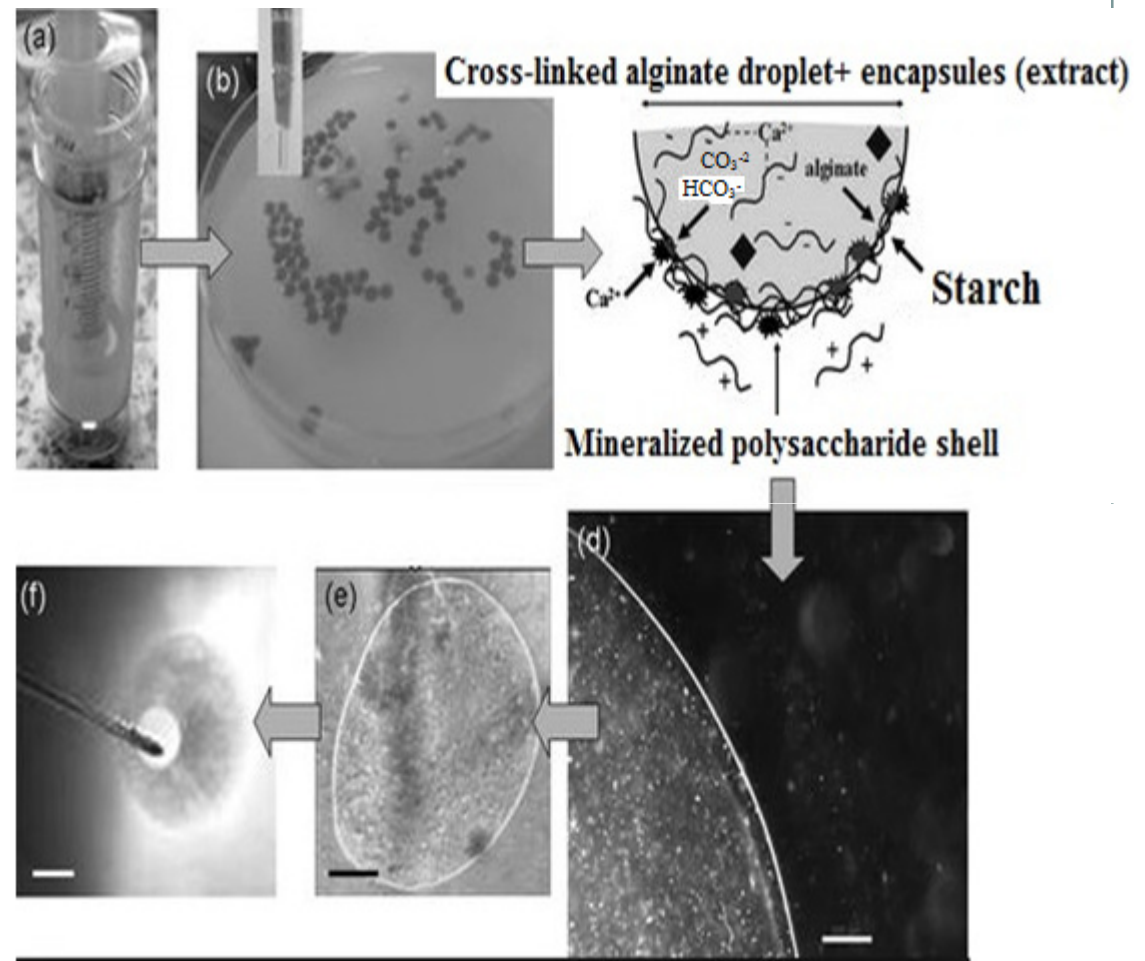 (a)
(b)
Cross-linked alginate droplet+ encapsules (extract)
Ca²⁺
CO₃⁻²
HCO₃⁻
alginate
Ca²⁺
Starch
Mineralized polysaccharide shell
(d)
(e)
(f)